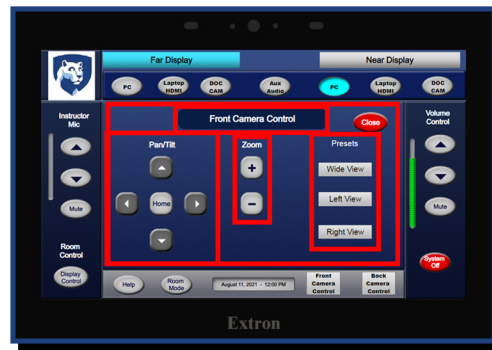 Far Display
Near Display
PC
Laptop
HDMI
DOC
CAM
Aux
Audio
PC
Laptop
HDMI
DOC
CAM
Instructor
Mic
Front Camera Control
Close
Volume
Control
Pan/Tilt
Zoom
Presets
+
Wide View
Home
Left View
Mute
-
Mute
Right View
Room
Control
System
Off
Display
Control
Help
Room
Mode
August 11, 2021 - 12:00 PM
Front
Camera
Control
Back
Camera
Control
Extron